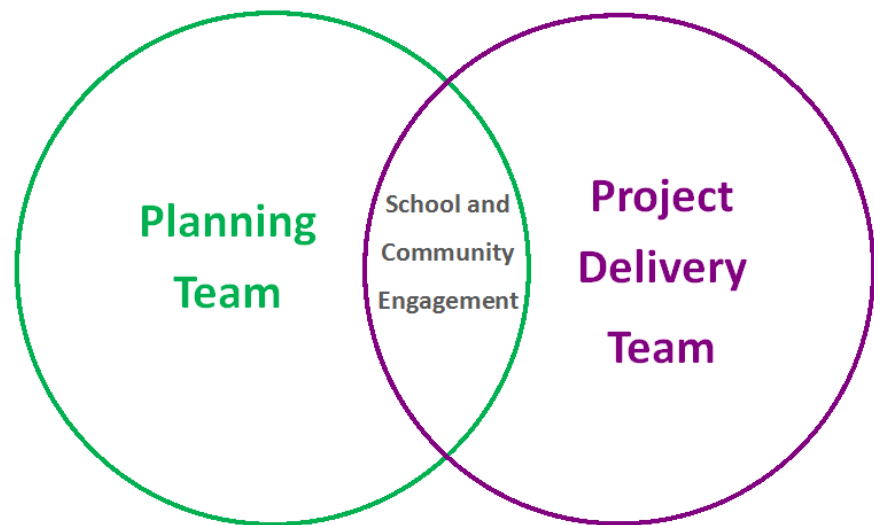 Planning
Team
School and
Community
Engagement
Project
Delivery
Team